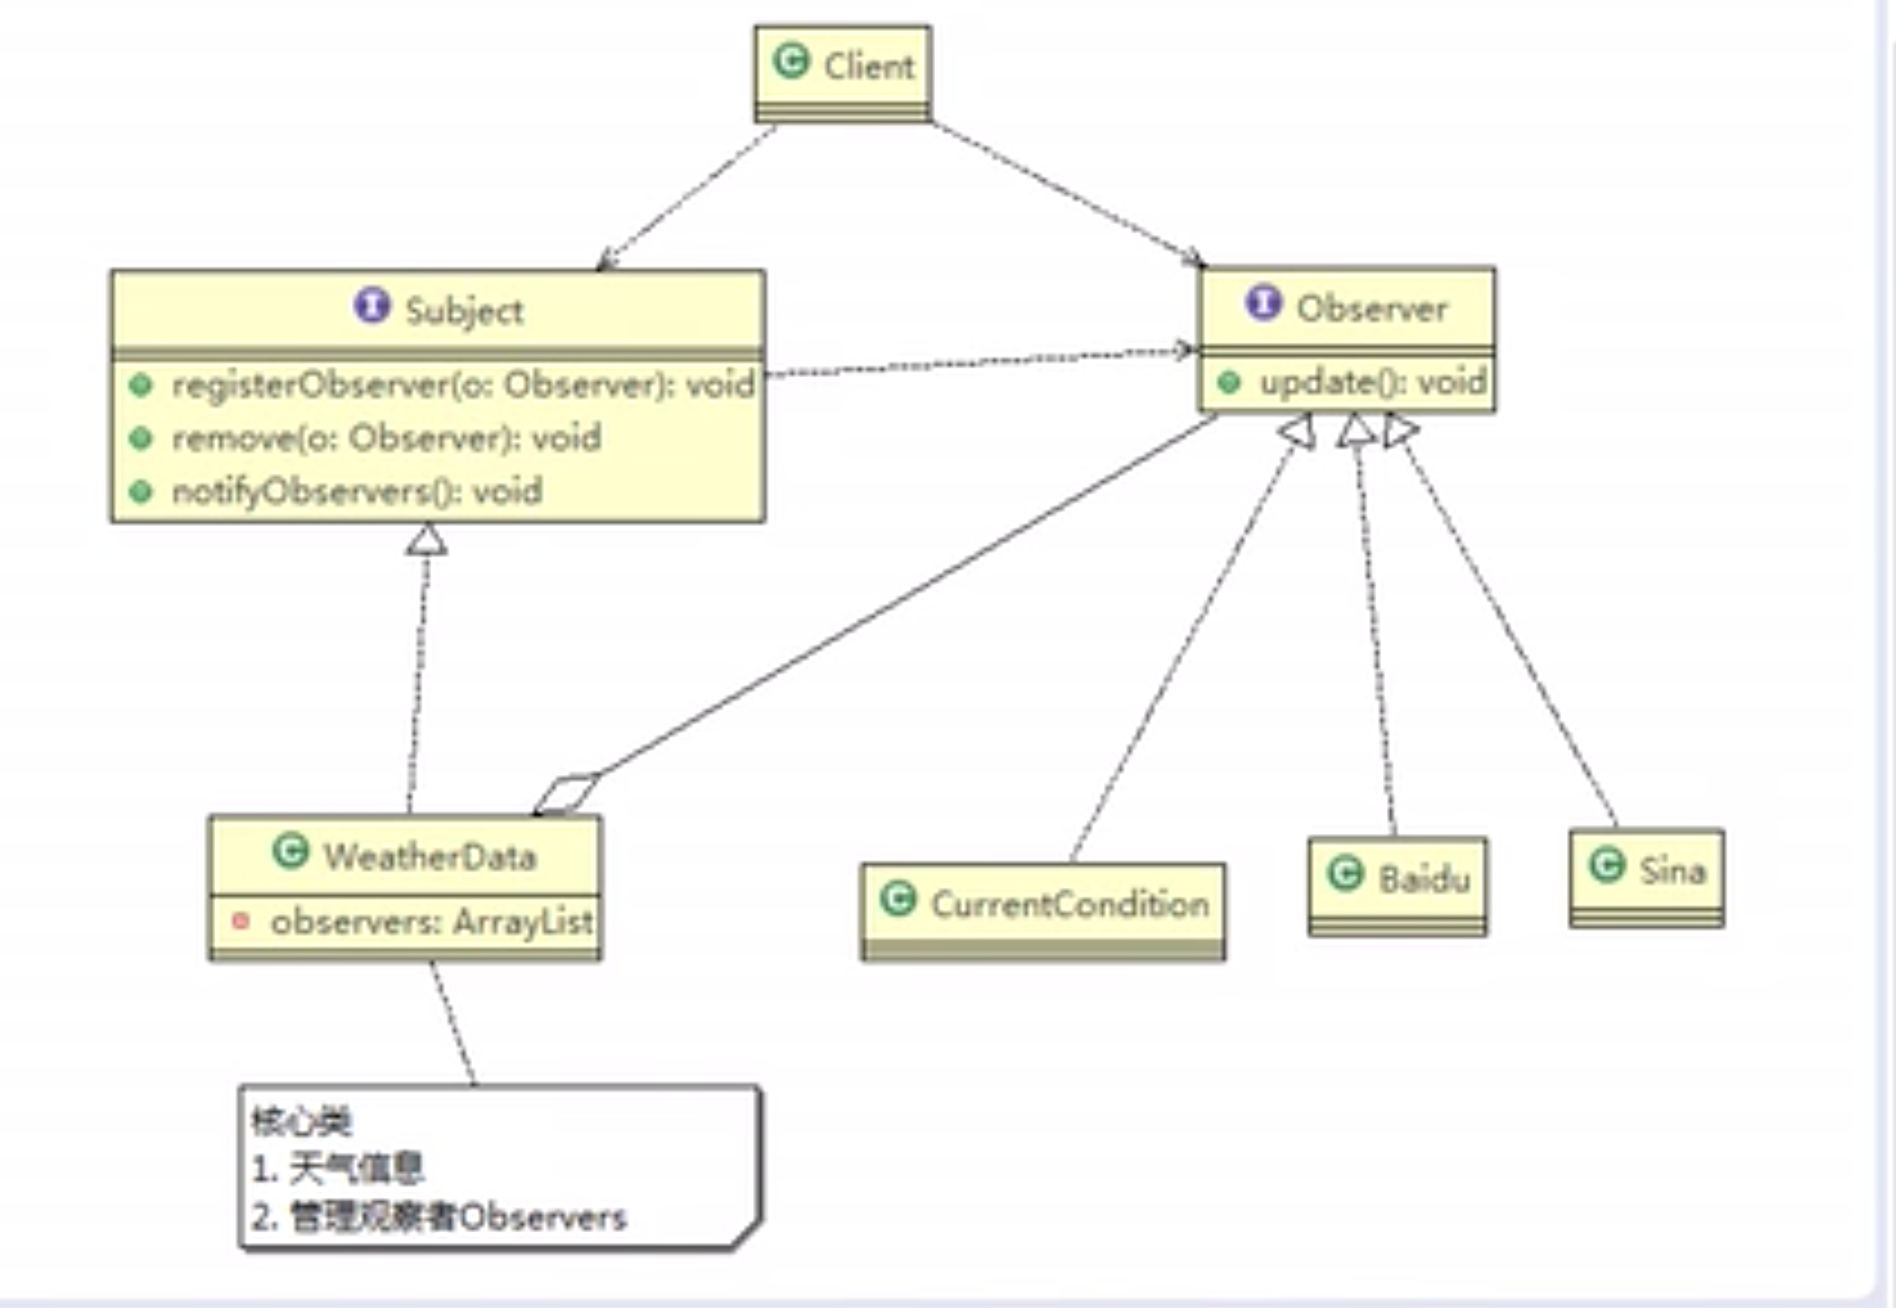 Client
Subject
registerObserver(o: Observer): void
remove(o: Observer): void
notifyObservers(): void
Observer
update(): void
WeatherData
observers: ArrayList
CurrentCondition
Baidu
Sina
核心类
1. 天气信息
2. 管理观察者Observers